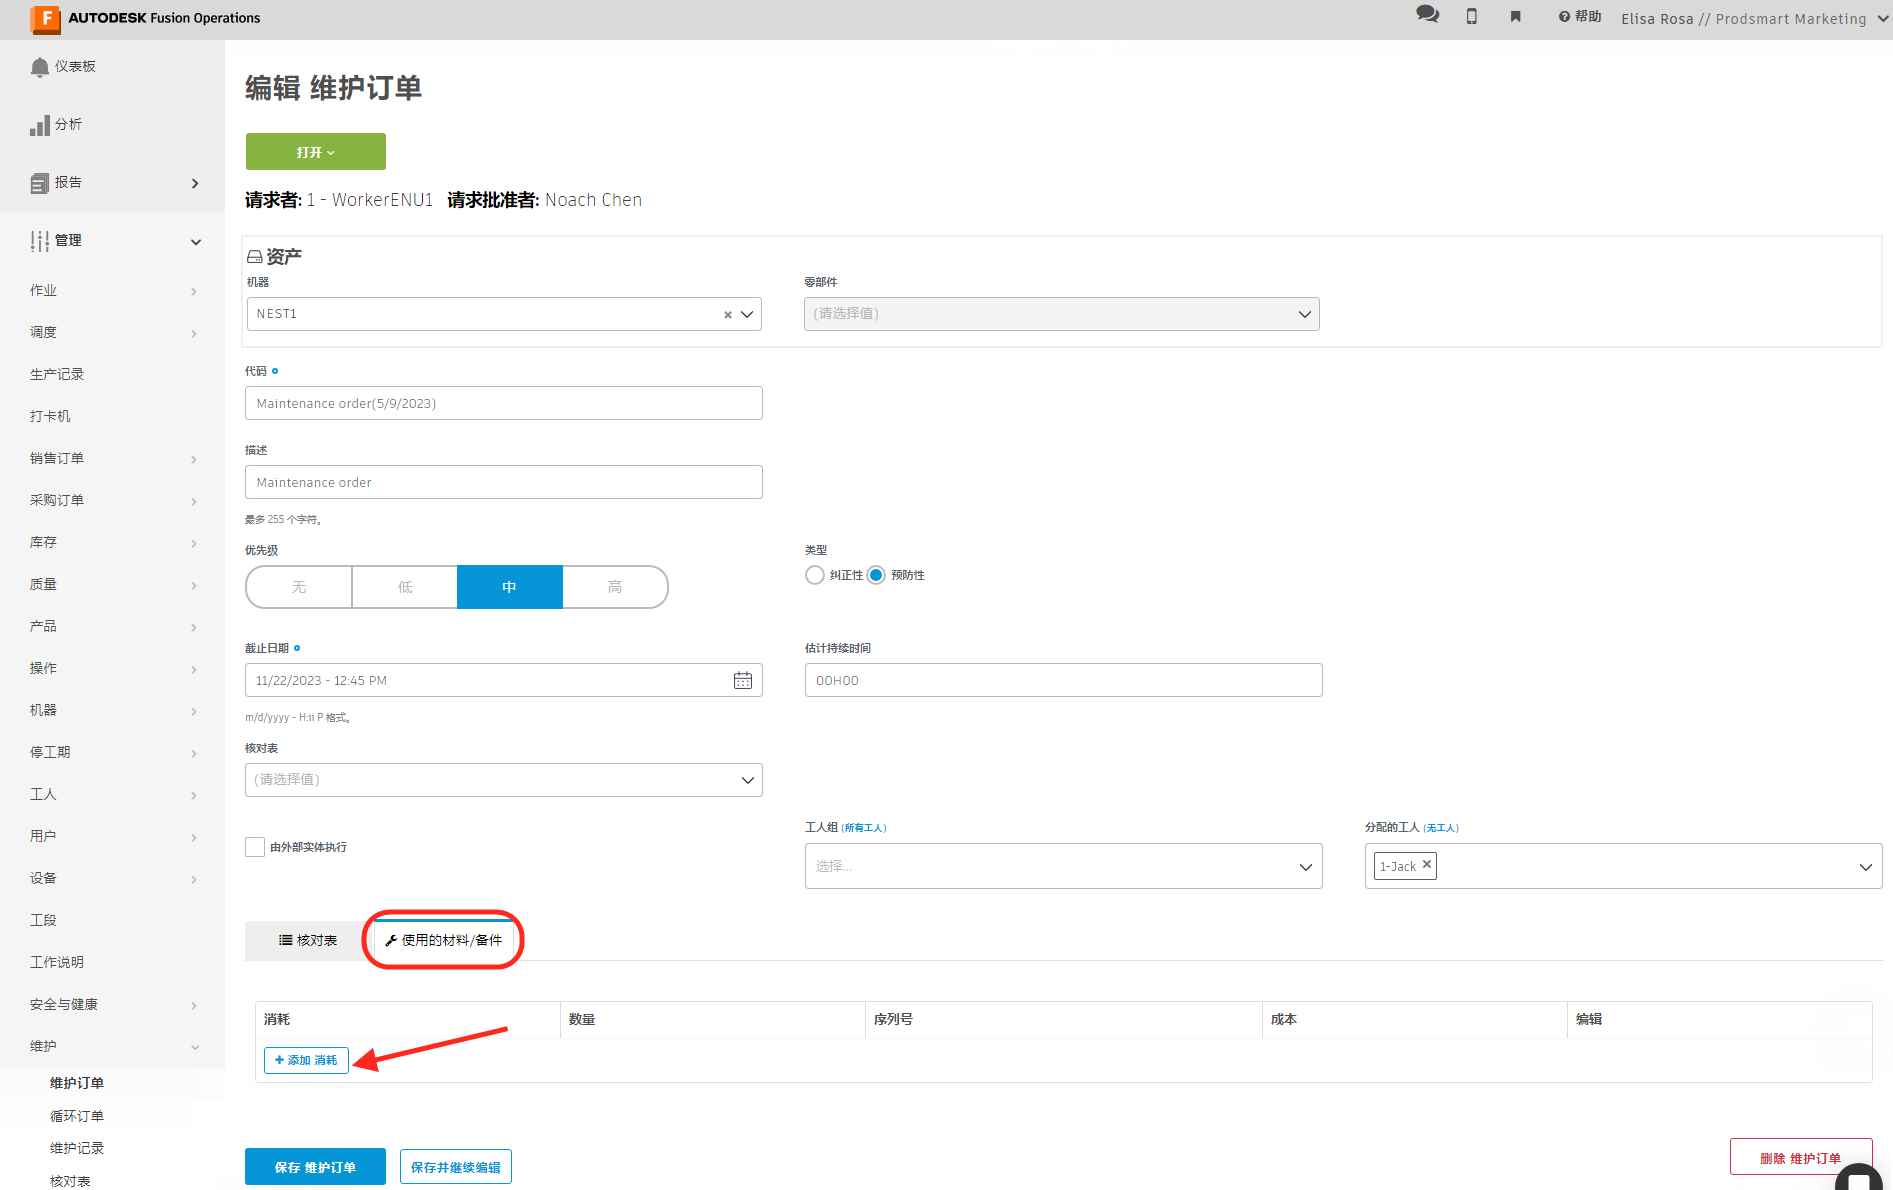 F AUTODESK Fusion Operations
帮助
Elisa Rosa // Prodsmart Marketing
仪表板
分析
报告
管理
作业
调度
生产记录
打卡机
销售订单
采购订单
库存
质量
产品
操作
机器
停工期
工人
用户
设备
工段
工作说明
安全与健康
维护
维护订单
循环订单
维护记录
核对表
编辑 维护订单
打开
请求者: 1 - WorkerENU1 请求批准者: Noach Chen
资产
机器
零部件
NEST1
(请选择值)
代码
Maintenance order(5/9/2023)
描述
Maintenance order
最多 255 个字符。
优先级
类型
无 低 中 高
纠正性 预防性
截止日期
估计持续时间
11/22/2023 - 12:45 PM
00H00
m/d/yyyy - H:ii P 格式。
核对表
(请选择值)
由外部实体执行
工人组 (所有工人)
选择...
分配的工人 (无工人)
1-Jack
核对表
使用的材料/备件
消耗 数量 序列号 成本 编辑
+ 添加 消耗
保存 维护订单
保存并继续编辑
删除 维护订单